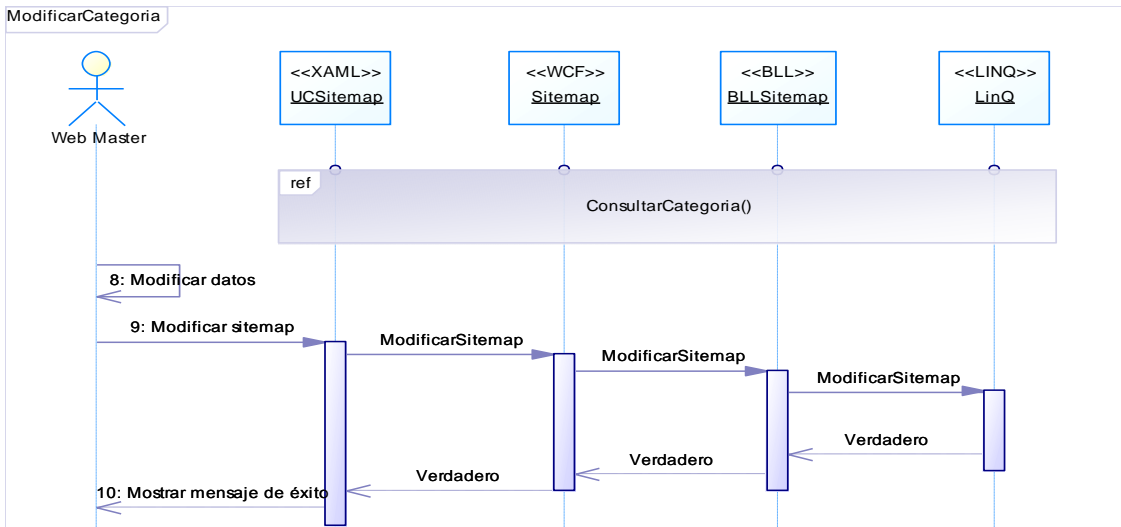 ModificarCategoria
Web Master
<<XAML>>
UCSitemap
<<WCF>>
Sitemap
<<BLL>>
BLLSitemap
<<LINQ>>
LinQ
ref
ConsultarCategoria()
8: Modificar datos
9: Modificar sitemap
ModificarSitemap
ModificarSitemap
ModificarSitemap
Verdadero
Verdadero
Verdadero
10: Mostrar mensaje de éxito